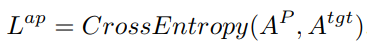 L^{ap} = CrossEntropy(A^{P}, A^{tgt})